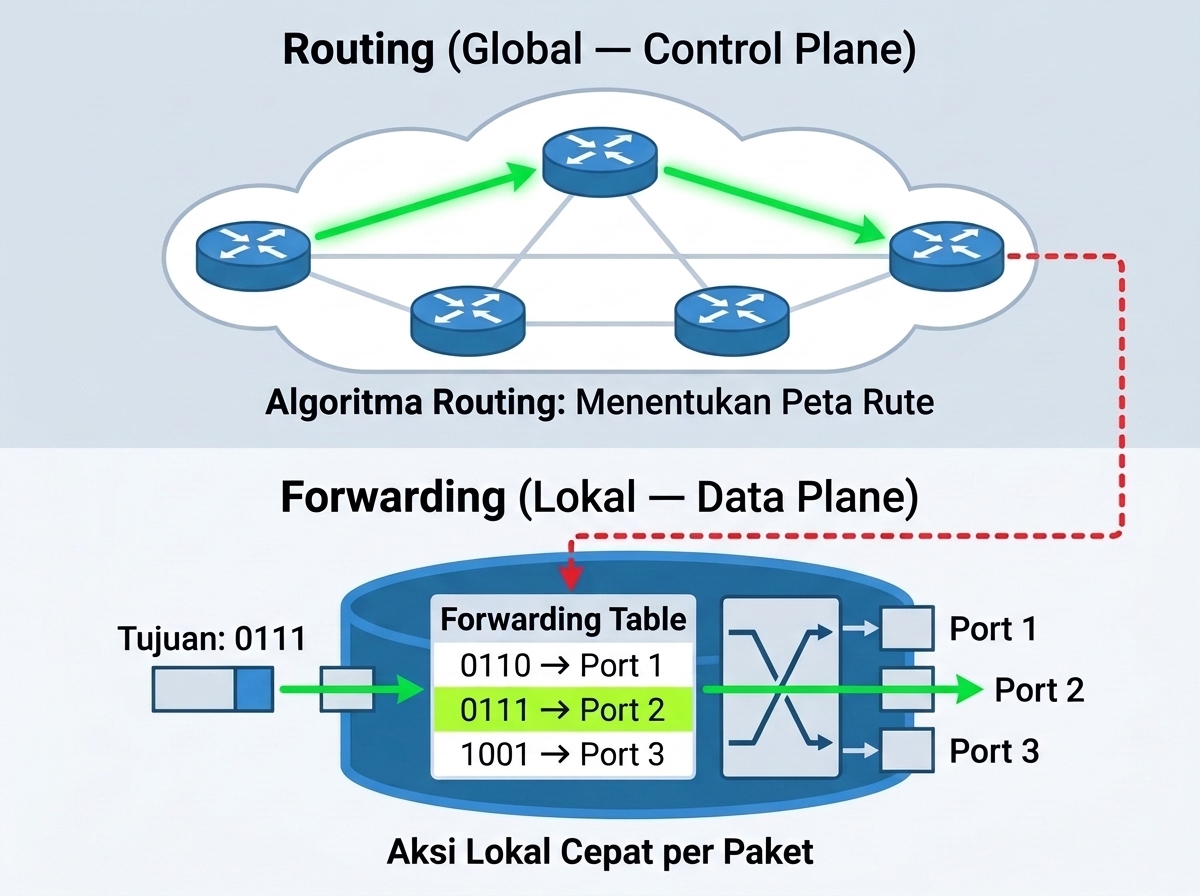 Routing (Global — Control Plane)
Algoritma Routing: Menentukan Peta Rute
Forwarding (Lokal — Data Plane)
Tujuan: 0111
Forwarding Table
0110 → Port 1
0111 → Port 2
1001 → Port 3
Port 1
Port 2
Port 3
Aksi Lokal Cepat per Paket